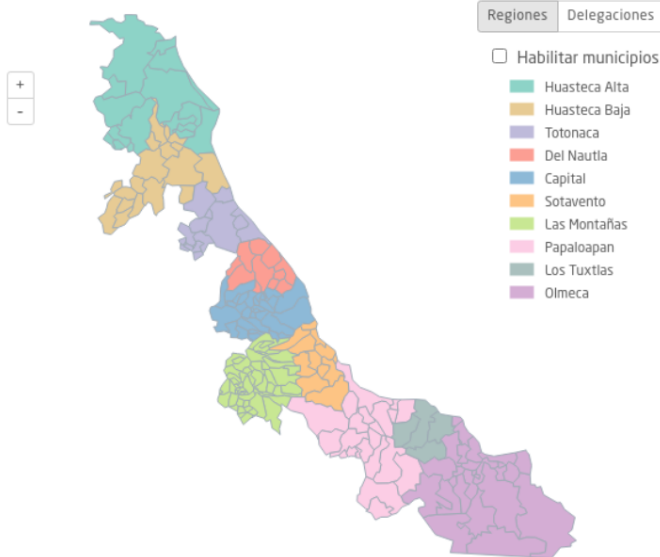 Regiones
Delegaciones
Habilitar municipios
+
-
Huasteca Alta
Huasteca Baja
Totonaca
Del Nautla
Capital
Sotavento
Las Montañas
Papaloapan
Los Tuxtlas
Olmeca